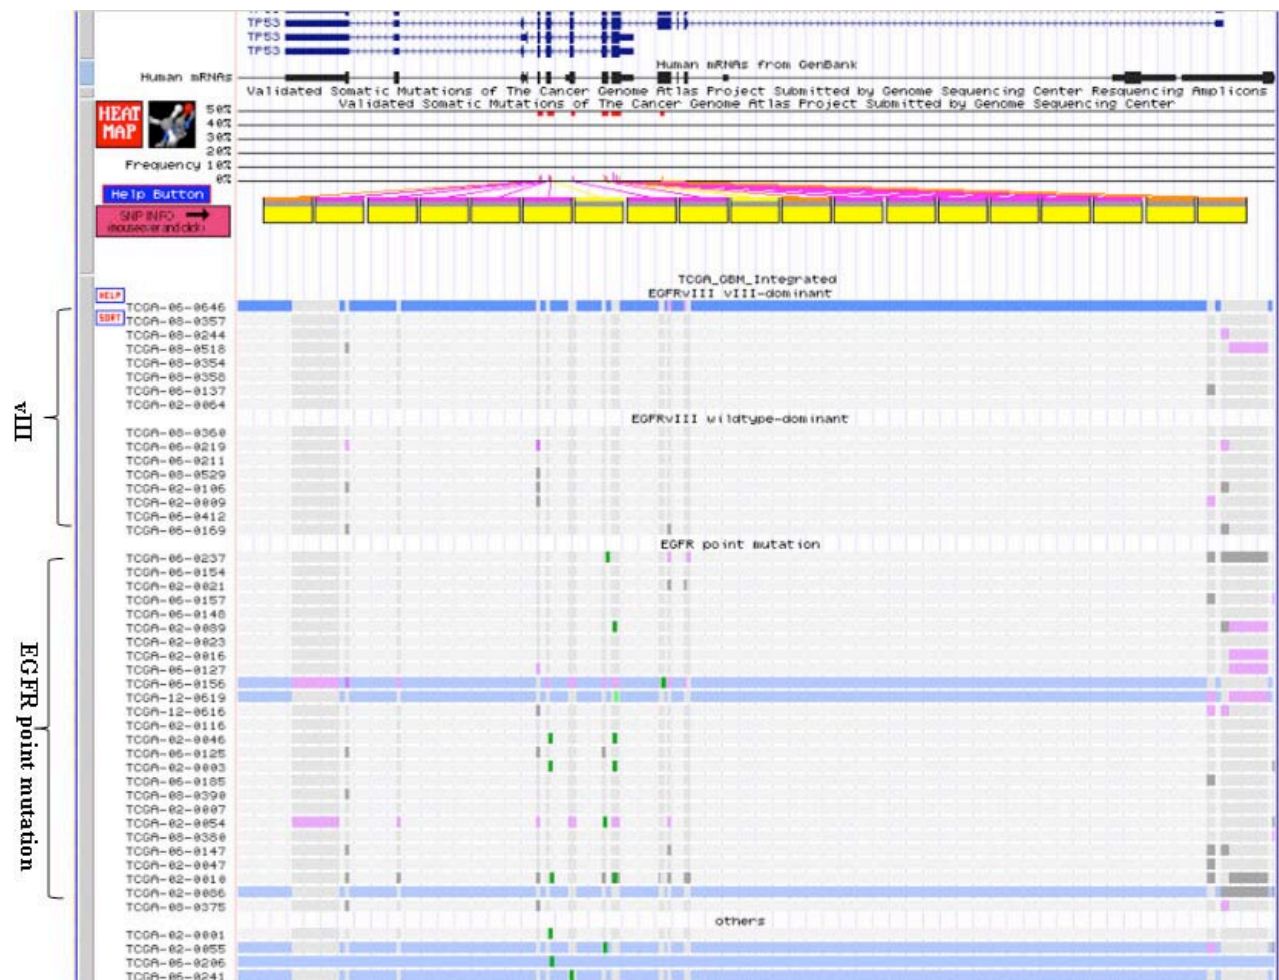 TP53
TP53
TP53
Human mRNAs from GenBank
Human mRNAs
Validated Somatic Mutations of The Cancer Genome Atlas Project Submitted by Genome Sequencing Center Resquencing Amplicons
Validated Somatic Mutations of The Cancer Genome Atlas Project Submitted by Genome Sequencing Center
HEAT MAP
50%
40%
30%
20%
Frequency 10%
0%
Help Button
SNP INFO
(mouseover and click)
TCGA_GBM_Integrated
HELP
EGFRvIII vIII-dominant
TCGA-06-0646
SORT
TCGA-08-0357
TCGA-08-0244
TCGA-08-0518
TCGA-08-0354
TCGA-08-0358
TCGA-06-0137
TCGA-02-0064
vIII
EGFRvIII wildtype-dominant
TCGA-08-0360
TCGA-06-0219
TCGA-06-0211
TCGA-08-0529
TCGA-02-0106
TCGA-02-0009
TCGA-06-0412
TCGA-06-0169
EGFR point mutation
TCGA-06-0237
TCGA-06-0154
TCGA-02-0021
TCGA-06-0157
TCGA-06-0148
TCGA-02-0089
TCGA-02-0023
TCGA-02-0016
TCGA-06-0127
TCGA-06-0156
TCGA-12-0619
TCGA-12-0616
TCGA-02-0116
TCGA-02-0046
TCGA-06-0125
TCGA-02-0003
TCGA-06-0185
TCGA-08-0390
TCGA-02-0007
TCGA-02-0054
TCGA-08-0380
TCGA-06-0147
TCGA-02-0047
TCGA-02-0010
TCGA-02-0086
TCGA-08-0375
EGFR point mutation
others
TCGA-02-0001
TCGA-02-0055
TCGA-06-0206
TCGA-06-0241